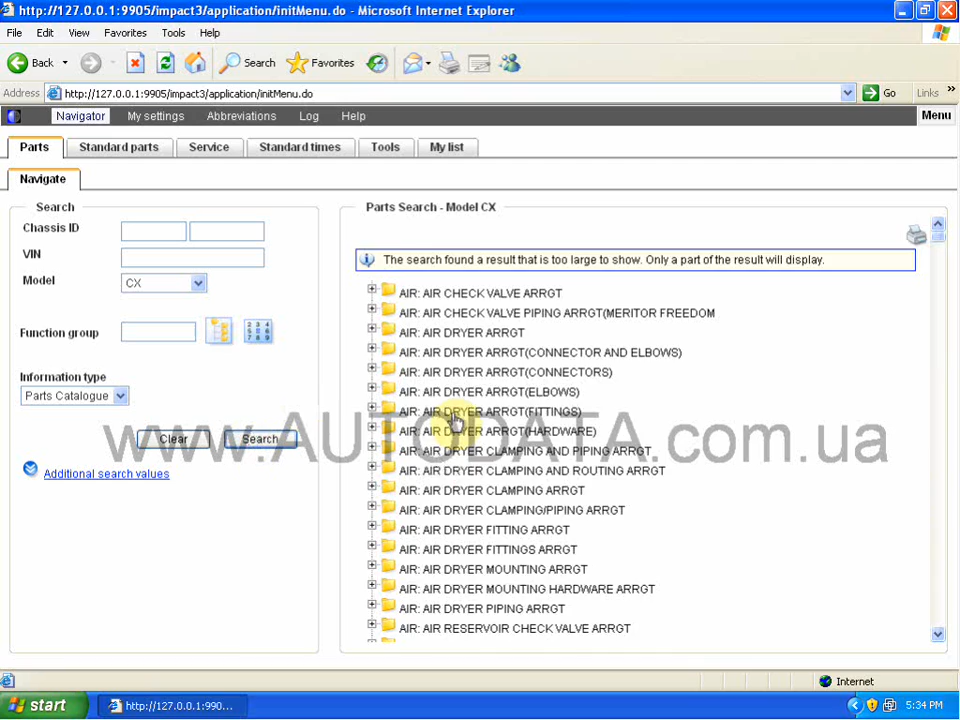 http://127.0.0.1:9905/impact3/application/initMenu.do - Microsoft Internet Explorer
File Edit View Favorites Tools Help
Back Search Favorites
Address http://127.0.0.1:9905/impact3/application/initMenu.do Go Links »
Navigator My settings Abbreviations Log Help Menu
Parts Standard parts Service Standard times Tools My list
Navigate
Search
Chassis ID
VIN
Model CX
Function group
1 2 3 4
5 6
7 8 9
Information type
Parts Catalogue
Clear Search
Additional search values
Parts Search - Model CX
The search found a result that is too large to show. Only a part of the result will display.
AIR: AIR CHECK VALVE ARRGT
AIR: AIR CHECK VALVE PIPING ARRGT(MERITOR FREEDOM
AIR: AIR DRYER ARRGT
AIR: AIR DRYER ARRGT(CONNECTOR AND ELBOWS)
AIR: AIR DRYER ARRGT(CONNECTORS)
AIR: AIR DRYER ARRGT(ELBOWS)
AIR: AIR DRYER ARRGT(FITTINGS)
AIR: AIR DRYER ARRGT(HARDWARE)
AIR: AIR DRYER CLAMPING AND PIPING ARRGT
AIR: AIR DRYER CLAMPING AND ROUTING ARRGT
AIR: AIR DRYER CLAMPING ARRGT
AIR: AIR DRYER CLAMPING/PIPING ARRGT
AIR: AIR DRYER FITTING ARRGT
AIR: AIR DRYER FITTINGS ARRGT
AIR: AIR DRYER MOUNTING ARRGT
AIR: AIR DRYER MOUNTING HARDWARE ARRGT
AIR: AIR DRYER PIPING ARRGT
AIR: AIR RESERVOIR CHECK VALVE ARRGT
www.AUTODATA.com.ua
Internet
start http://127.0.0.1:990... 5:34 PM